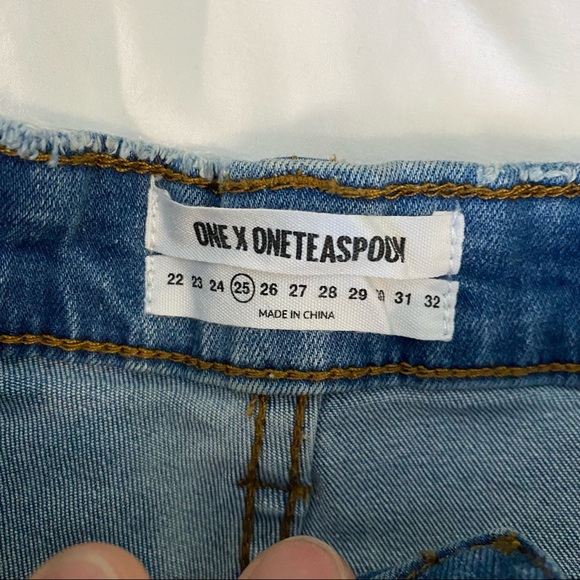 ONE X ONETEASPOON
22 23 24 25 26 27 28 29 30 31 32
MADE IN CHINA